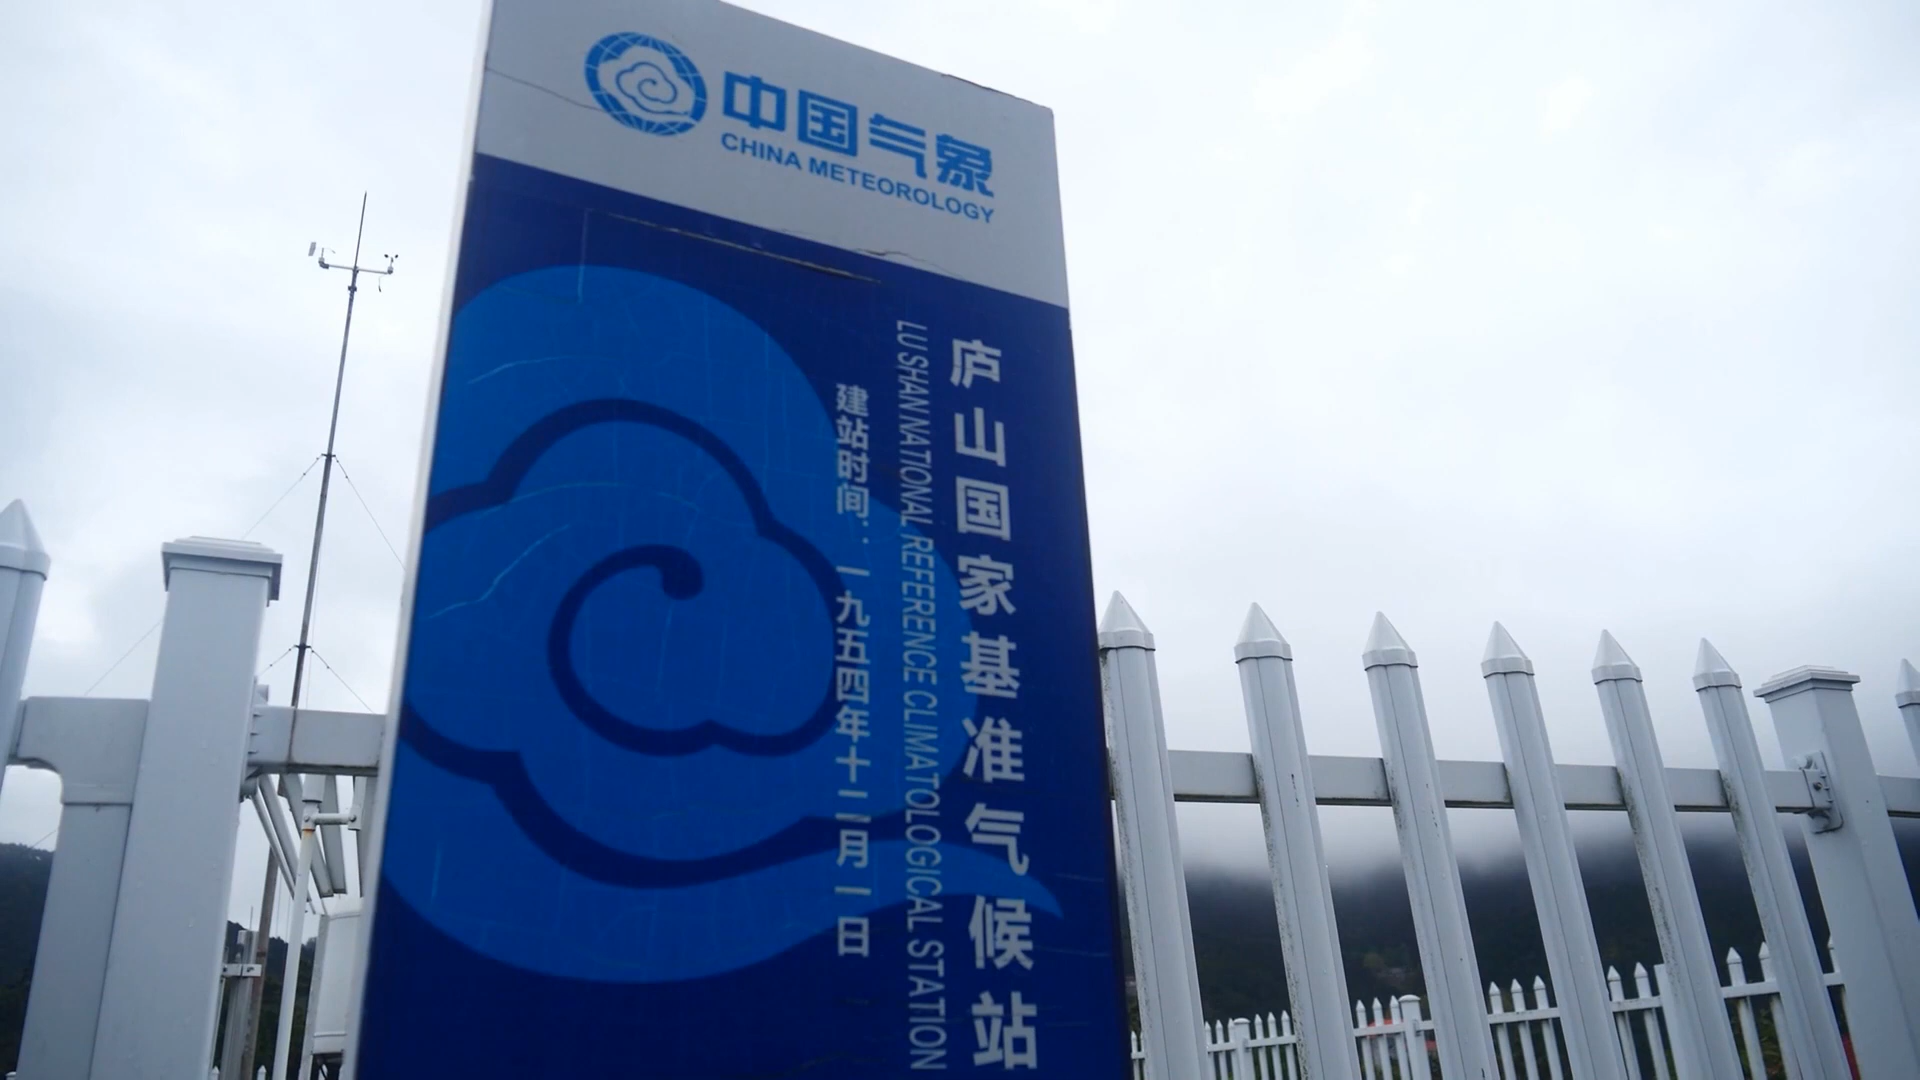 中国气象
CHINA METEOROLOGY
庐山国家基准气候站
LU SHAN NATIONAL REFERENCE CLIMATOLOGICAL STATION
建站时间：一九五四年十二月一日